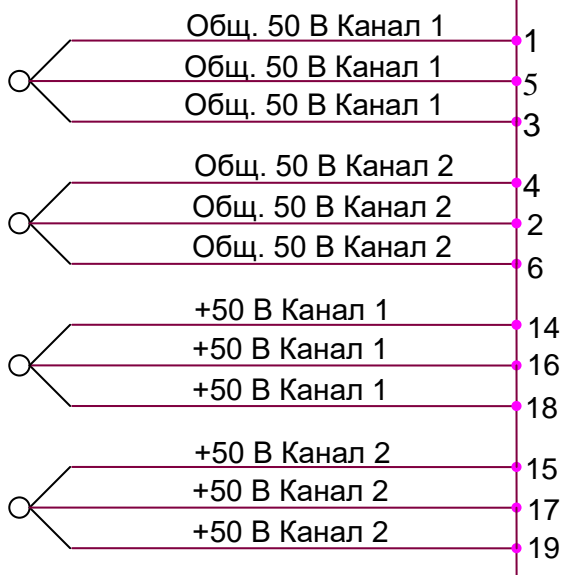 Общ. 50 В Канал 1 1
Общ. 50 В Канал 1 5
Общ. 50 В Канал 1 3
Общ. 50 В Канал 2 4
Общ. 50 В Канал 2 2
Общ. 50 В Канал 2 6
+50 В Канал 1 14
+50 В Канал 1 16
+50 В Канал 1 18
+50 В Канал 2 15
+50 В Канал 2 17
+50 В Канал 2 19